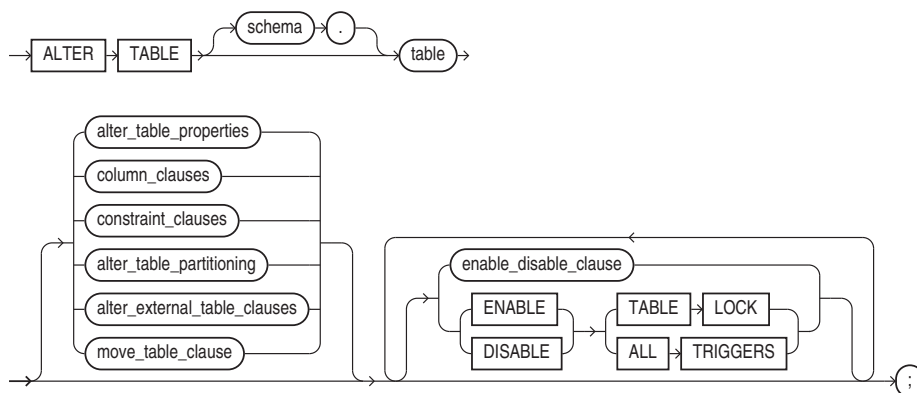 schema .
ALTER TABLE table
alter_table_properties
column_clauses
constraint_clauses
alter_table_partitioning
alter_external_table_clauses
move_table_clause
enable_disable_clause
ENABLE TABLE LOCK
DISABLE ALL TRIGGERS
;